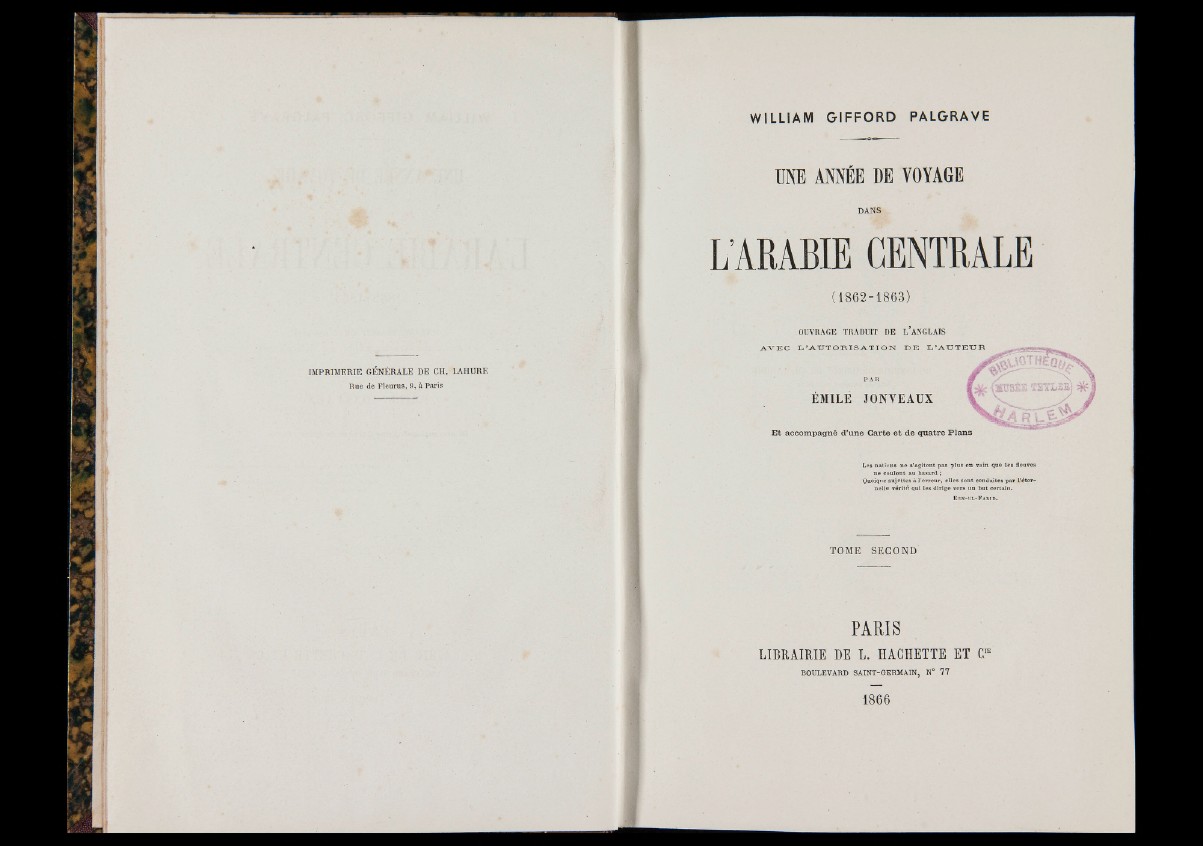 IMPRIMERIE GÉNÉRALE DE CH. LAHURE
Rue de Fleurus, 9, à Paris
WILLIAM GIFFORD PALGRAVE
UNE ANNÉE DE VOYAGE
DANS
L'ARABIE CENTRALE
(1862-1863)
OUVRAGE TRADUIT DE L'ANGLAIS
AVEC L'AUTORISATION DE L'AUTEUR
PAR
ÉMILE JONVEAUX
BIBLIOTHÈQUE
MUSÉE TEYLER
HARLEM
Et accompagné d'une Carte et de quatre Plans
Les nations ne s'agitent pas plus en vain que les fleuves
ne coulent au hasard ;
Quoique sujettes à l'erreur, elles sont conduites par l'éter-
nelle vérité qui les dirige vers un but certain.
EBN-EL-FARID.
TOME SECOND
PARIS
LIBRAIRIE DE L. HACHETTE ET Cie
BOULEVARD SAINT-GERMAIN, N° 77
1866